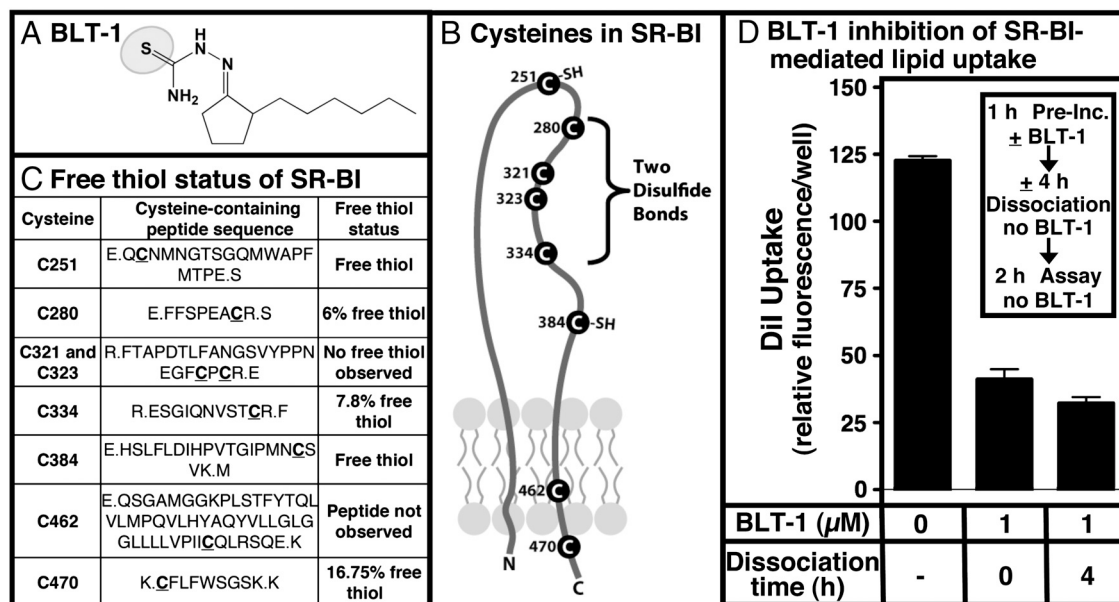 A BLT-1
S
H
N
N
NH2
B Cysteines in SR-BI
251 C -SH
280 C
321 C
323 C
334 C
Two
Disulfide
Bonds
384 C -SH
462 C
470 C
N
C
C Free thiol status of SR-BI
Cysteine
Cysteine-containing
peptide sequence
Free thiol
status
C251
E.QCNMNGTSGQMWAPF
MTPE.S
Free thiol
C280
E.FFSPEACR.S
6% free thiol
C321 and
C323
R.FTAPDTLFANGSVYPPN
EGFCPCR.E
No free thiol
observed
C334
R.ESGIQNVSTCR.F
7.8% free
thiol
C384
E.HSLFLDIHPVTGIPMNCS
VK.M
Free thiol
C462
E.QSGAMGGKPLSTFYTQL
VLMPQVLHYAQYVLLGLG
GLLLLVPIICQLRSQE.K
Peptide not
observed
C470
K.CFLFWSGSK.K
16.75% free
thiol
D BLT-1 inhibition of SR-BI-
mediated lipid uptake
DiI Uptake
(relative fluorescence/well)
150
125
100
75
50
25
0
1 h Pre-Inc.
± BLT-1
± 4 h
Dissociation
no BLT-1
2 h Assay
no BLT-1
BLT-1 (µM) 0 1 1
Dissociation
time (h) - 0 4